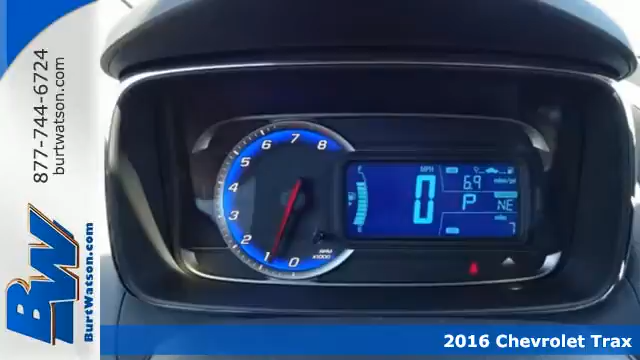 877-744-6724
burtwatson.com
BW
BurtWatson.com
8
7
6
5
4
3
2
1
0
RPM
x1000
MPH
0
6.9
P
NE
7
2016 Chevrolet Trax